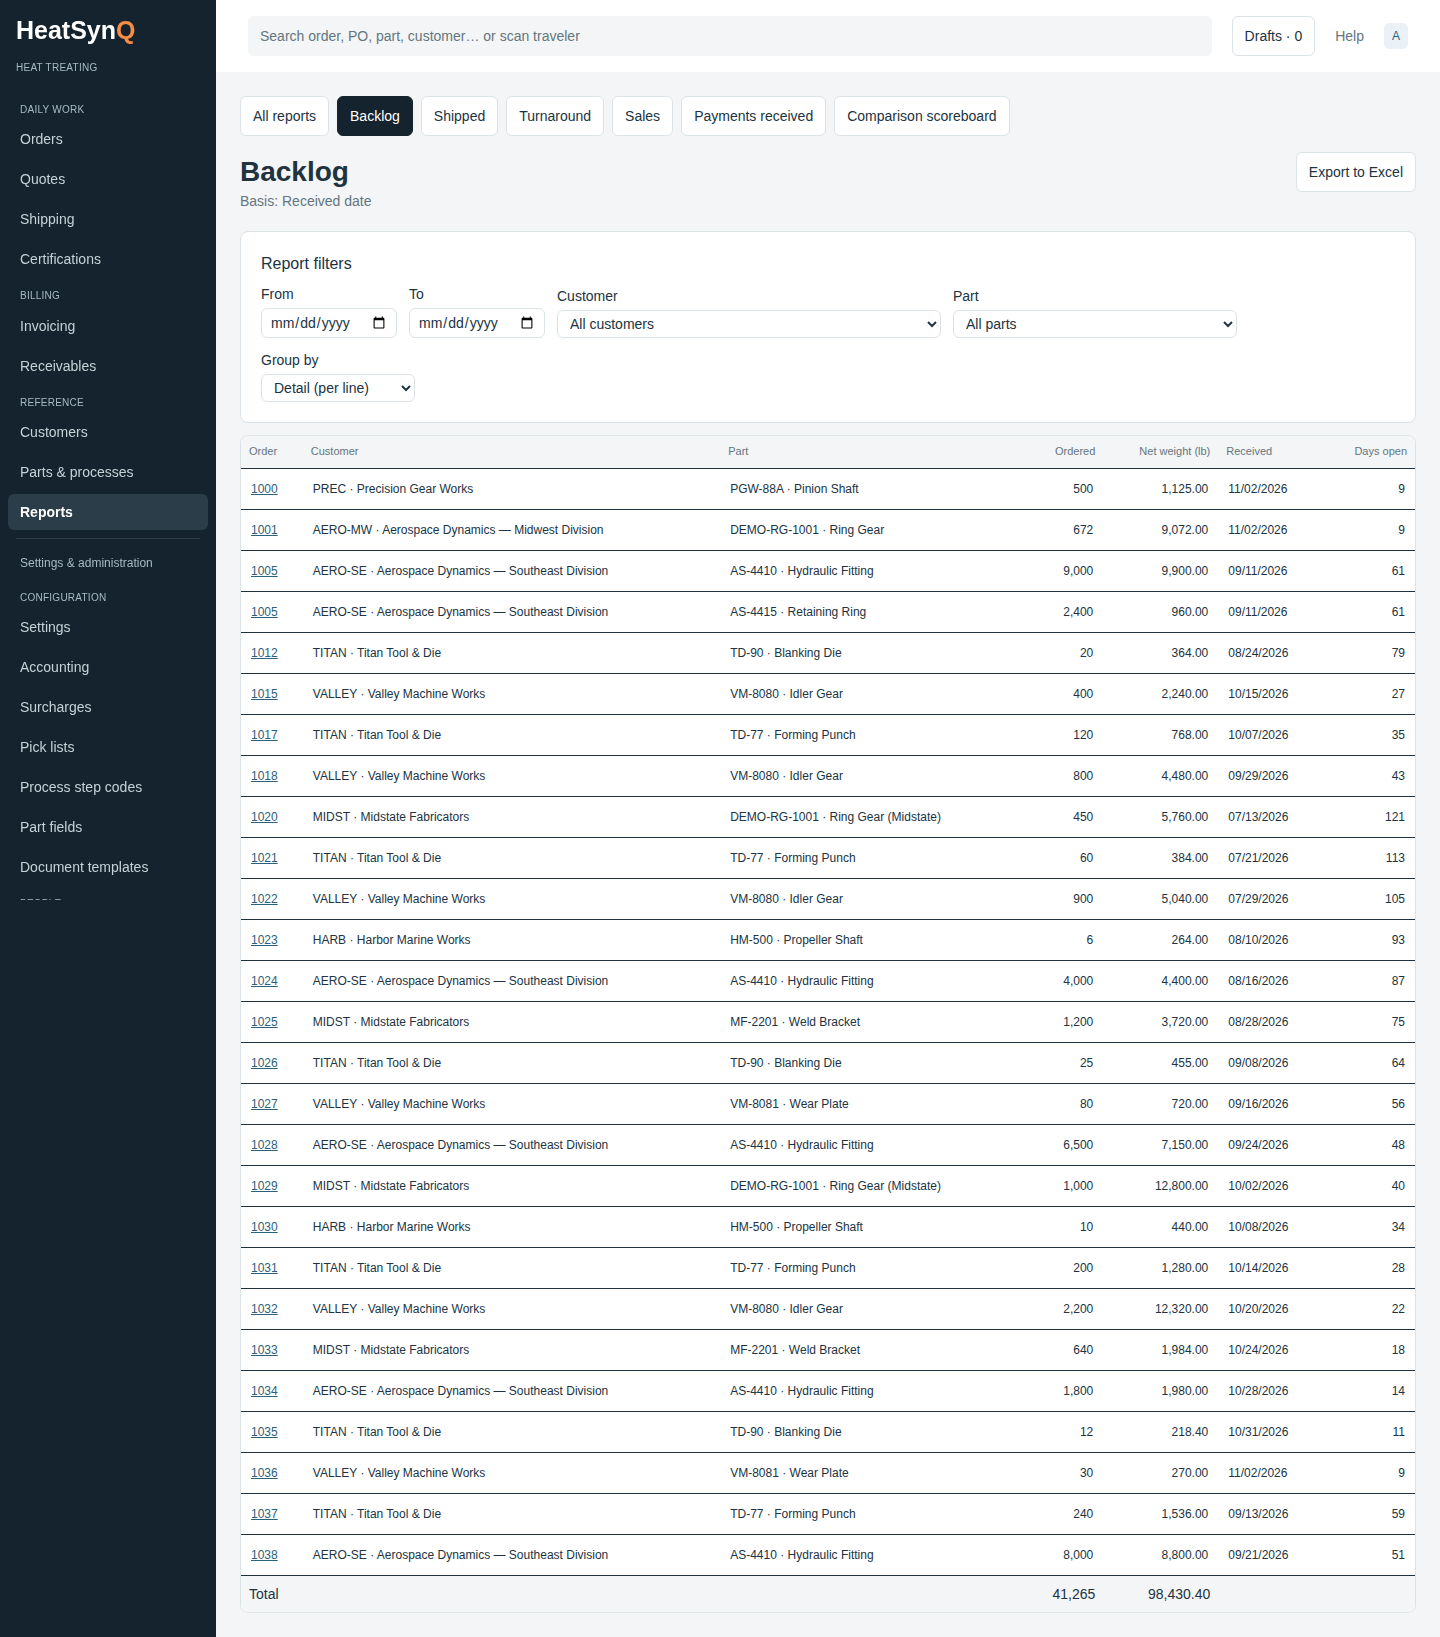 HeatSynQ
HEAT TREATING
DAILY WORK
Orders
Quotes
Shipping
Certifications
BILLING
Invoicing
Receivables
REFERENCE
Customers
Parts & processes
Reports
Settings & administration
CONFIGURATION
Settings
Accounting
Surcharges
Pick lists
Process step codes
Part fields
Document templates
Search order, PO, part, customer… or scan traveler
Drafts · 0
Help
A
All reports
Backlog
Shipped
Turnaround
Sales
Payments received
Comparison scoreboard
Backlog
Export to Excel
Basis: Received date
Report filters
From To Customer Part
mm/dd/yyyy mm/dd/yyyy All customers All parts
Group by
Detail (per line)
Order Customer Part Ordered Net weight (lb) Received Days open
1000 PREC · Precision Gear Works PGW-88A · Pinion Shaft 500 1,125.00 11/02/2026 9
1001 AERO-MW · Aerospace Dynamics — Midwest Division DEMO-RG-1001 · Ring Gear 672 9,072.00 11/02/2026 9
1005 AERO-SE · Aerospace Dynamics — Southeast Division AS-4410 · Hydraulic Fitting 9,000 9,900.00 09/11/2026 61
1005 AERO-SE · Aerospace Dynamics — Southeast Division AS-4415 · Retaining Ring 2,400 960.00 09/11/2026 61
1012 TITAN · Titan Tool & Die TD-90 · Blanking Die 20 364.00 08/24/2026 79
1015 VALLEY · Valley Machine Works VM-8080 · Idler Gear 400 2,240.00 10/15/2026 27
1017 TITAN · Titan Tool & Die TD-77 · Forming Punch 120 768.00 10/07/2026 35
1018 VALLEY · Valley Machine Works VM-8080 · Idler Gear 800 4,480.00 09/29/2026 43
1020 MIDST · Midstate Fabricators DEMO-RG-1001 · Ring Gear (Midstate) 450 5,760.00 07/13/2026 121
1021 TITAN · Titan Tool & Die TD-77 · Forming Punch 60 384.00 07/21/2026 113
1022 VALLEY · Valley Machine Works VM-8080 · Idler Gear 900 5,040.00 07/29/2026 105
1023 HARB · Harbor Marine Works HM-500 · Propeller Shaft 6 264.00 08/10/2026 93
1024 AERO-SE · Aerospace Dynamics — Southeast Division AS-4410 · Hydraulic Fitting 4,000 4,400.00 08/16/2026 87
1025 MIDST · Midstate Fabricators MF-2201 · Weld Bracket 1,200 3,720.00 08/28/2026 75
1026 TITAN · Titan Tool & Die TD-90 · Blanking Die 25 455.00 09/08/2026 64
1027 VALLEY · Valley Machine Works VM-8081 · Wear Plate 80 720.00 09/16/2026 56
1028 AERO-SE · Aerospace Dynamics — Southeast Division AS-4410 · Hydraulic Fitting 6,500 7,150.00 09/24/2026 48
1029 MIDST · Midstate Fabricators DEMO-RG-1001 · Ring Gear (Midstate) 1,000 12,800.00 10/02/2026 40
1030 HARB · Harbor Marine Works HM-500 · Propeller Shaft 10 440.00 10/08/2026 34
1031 TITAN · Titan Tool & Die TD-77 · Forming Punch 200 1,280.00 10/14/2026 28
1032 VALLEY · Valley Machine Works VM-8080 · Idler Gear 2,200 12,320.00 10/20/2026 22
1033 MIDST · Midstate Fabricators MF-2201 · Weld Bracket 640 1,984.00 10/24/2026 18
1034 AERO-SE · Aerospace Dynamics — Southeast Division AS-4410 · Hydraulic Fitting 1,800 1,980.00 10/28/2026 14
1035 TITAN · Titan Tool & Die TD-90 · Blanking Die 12 218.40 10/31/2026 11
1036 VALLEY · Valley Machine Works VM-8081 · Wear Plate 30 270.00 11/02/2026 9
1037 TITAN · Titan Tool & Die TD-77 · Forming Punch 240 1,536.00 09/13/2026 59
1038 AERO-SE · Aerospace Dynamics — Southeast Division AS-4410 · Hydraulic Fitting 8,000 8,800.00 09/21/2026 51
Total 41,265 98,430.40